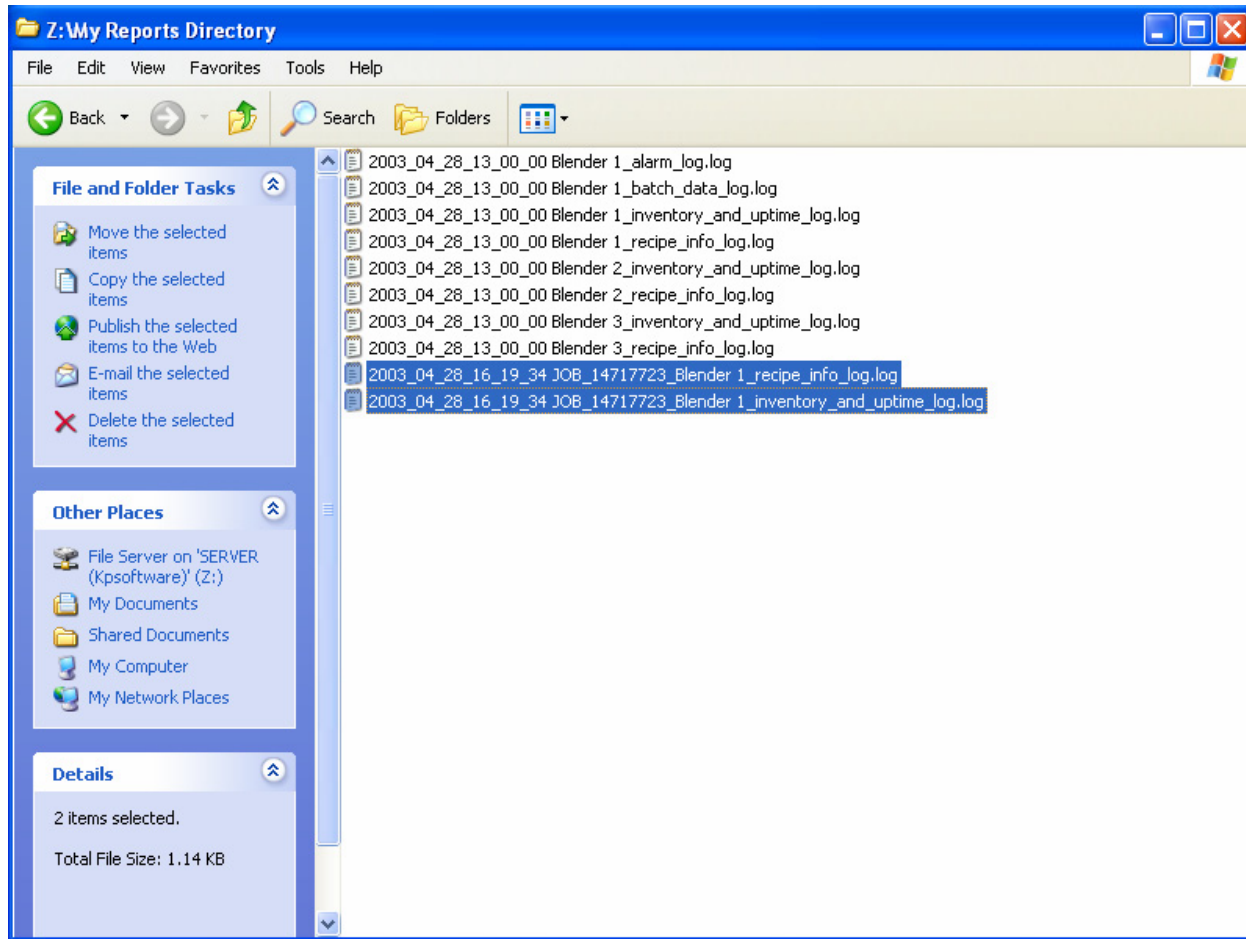 Z:\My Reports Directory
File Edit View Favorites Tools Help
Back Search Folders
File and Folder Tasks
Move the selected
items
Copy the selected
items
Publish the selected
items to the Web
E-mail the selected
items
Delete the selected
items
Other Places
File Server on 'SERVER
(Kpsoftware)' (Z:)
My Documents
Shared Documents
My Computer
My Network Places
Details
2 items selected.
Total File Size: 1.14 KB
2003_04_28_13_00_00 Blender 1_alarm_log.log
2003_04_28_13_00_00 Blender 1_batch_data_log.log
2003_04_28_13_00_00 Blender 1_inventory_and_uptime_log.log
2003_04_28_13_00_00 Blender 1_recipe_info_log.log
2003_04_28_13_00_00 Blender 2_inventory_and_uptime_log.log
2003_04_28_13_00_00 Blender 2_recipe_info_log.log
2003_04_28_13_00_00 Blender 3_inventory_and_uptime_log.log
2003_04_28_13_00_00 Blender 3_recipe_info_log.log
2003_04_28_16_19_34 JOB_14717723_Blender 1_recipe_info_log.log
2003_04_28_16_19_34 JOB_14717723_Blender 1_inventory_and_uptime_log.log